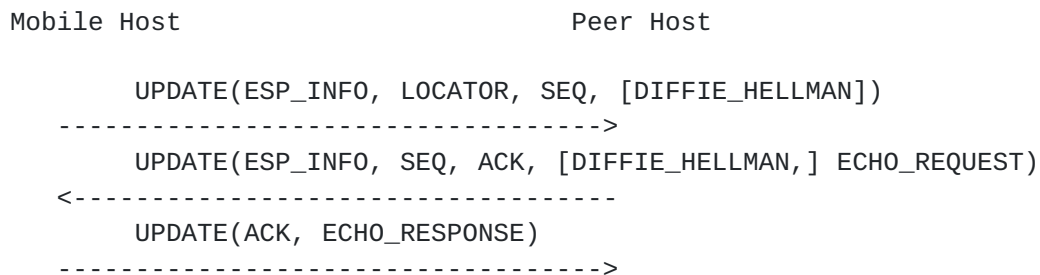 Mobile Host                         Peer Host
UPDATE(ESP_INFO, LOCATOR, SEQ, [DIFFIE_HELLMAN])
----------------------------------->
UPDATE(ESP_INFO, SEQ, ACK, [DIFFIE_HELLMAN,] ECHO_REQUEST)
<-----------------------------------
UPDATE(ACK, ECHO_RESPONSE)
----------------------------------->